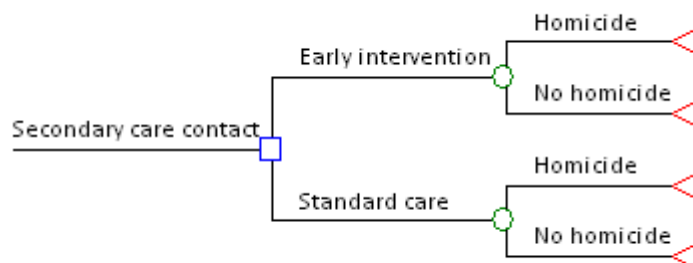 Homicide
Early intervention
No homicide
Secondary care contact
Homicide
Standard care
No homicide